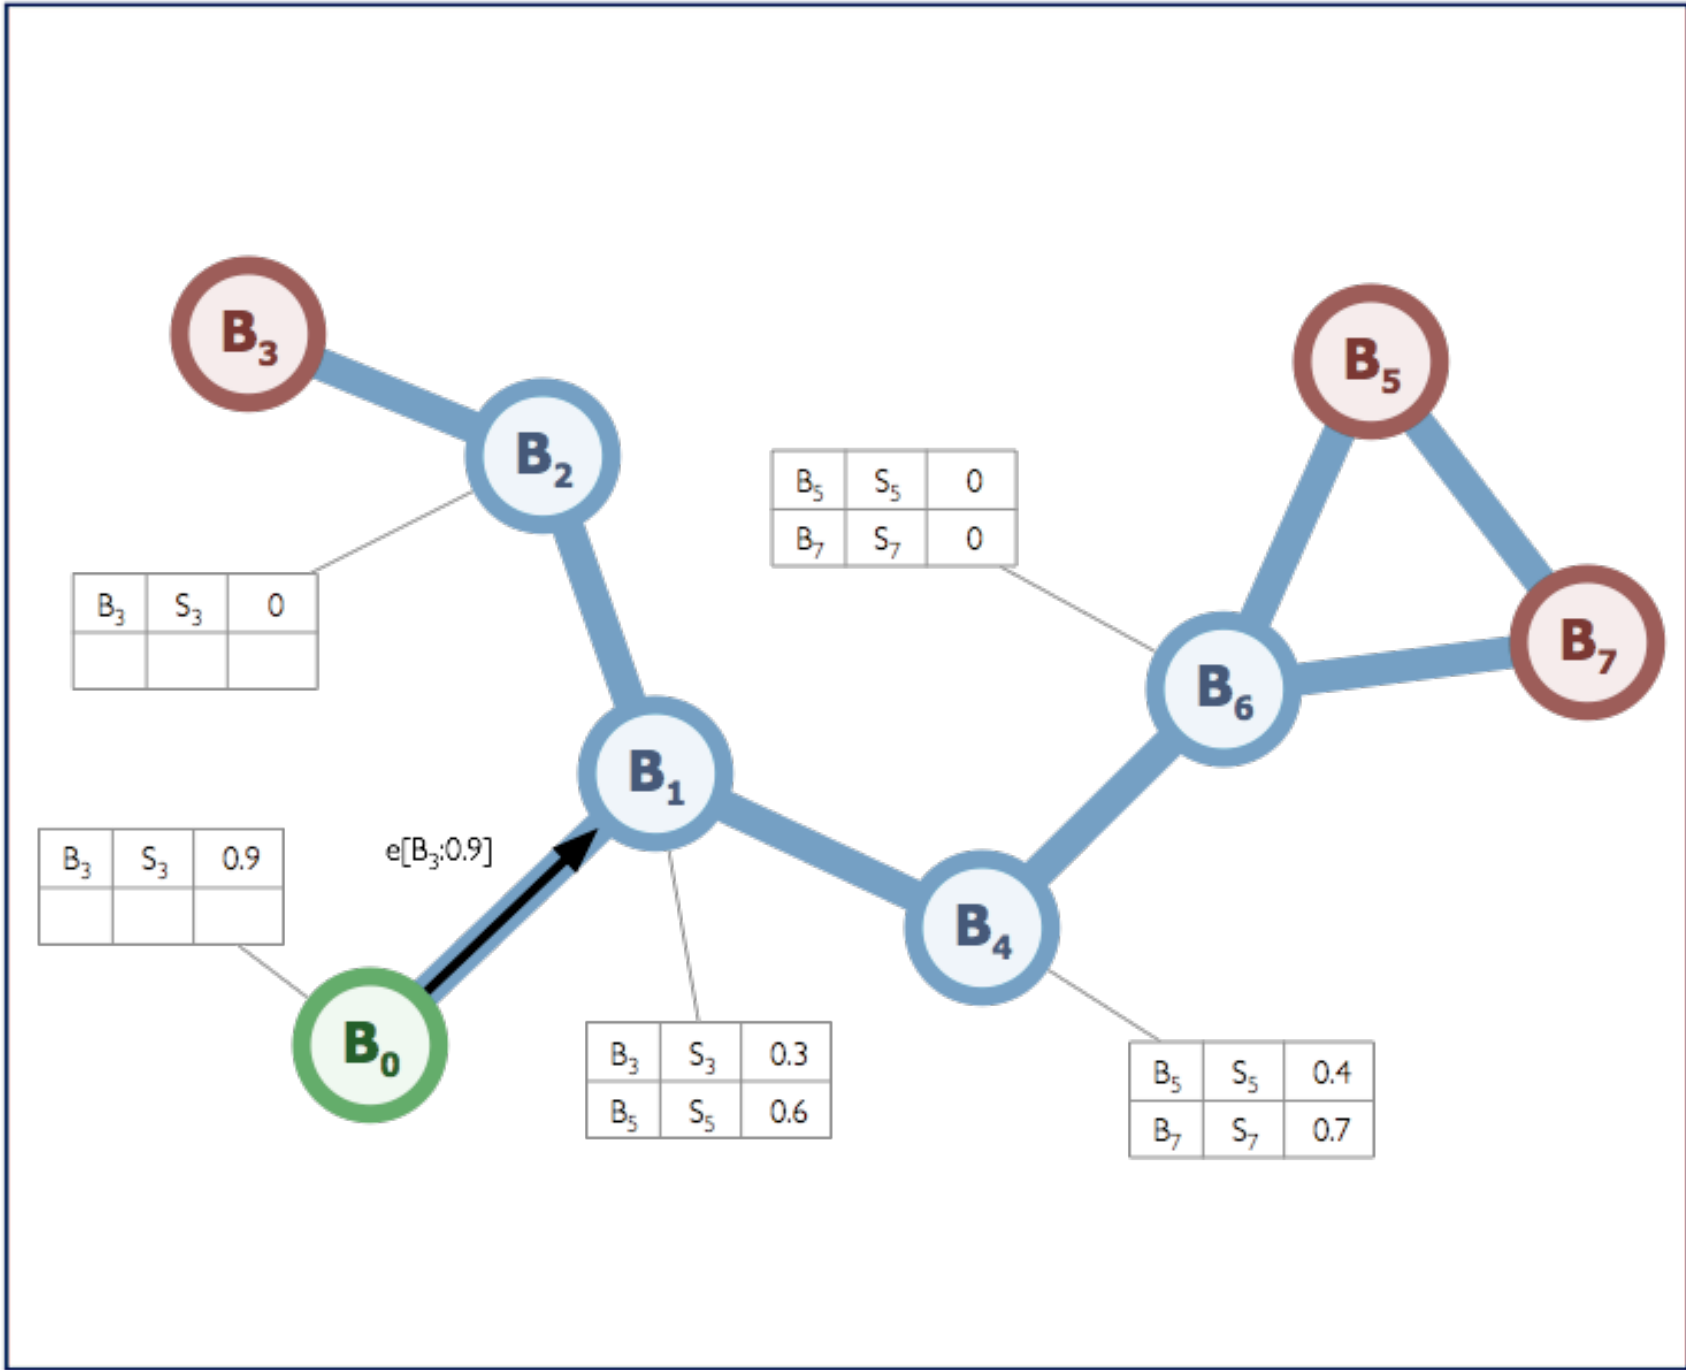 B₃
B₅
B₂
B₅ S₅ 0
B₇ S₇ 0
B₃ S₃ 0
B₇
B₆
B₁
B₃ S₃ 0.9
e[B₃:0.9]
B₄
B₀
B₃ S₃ 0.3
B₅ S₅ 0.6
B₅ S₅ 0.4
B₇ S₇ 0.7